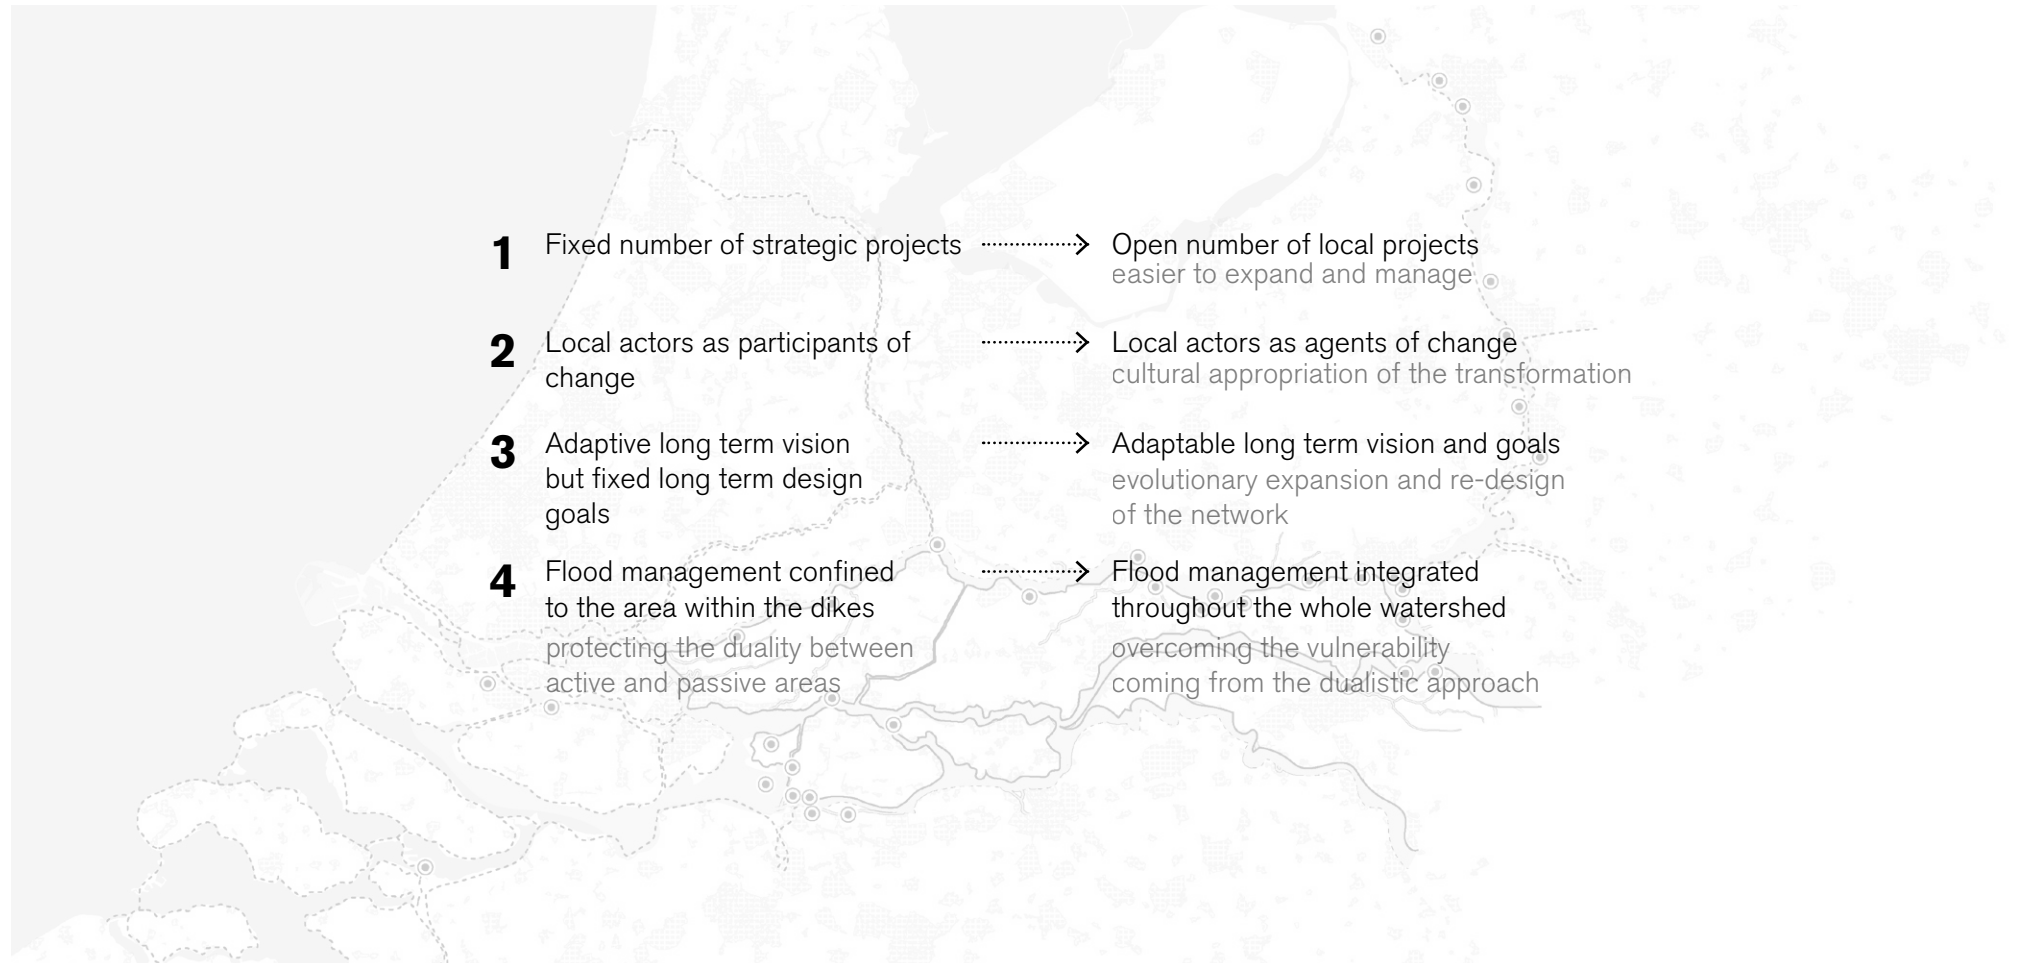 1
Fixed number of strategic projects
Open number of local projects
easier to expand and manage
2
Local actors as participants of
change
Local actors as agents of change
cultural appropriation of the transformation
3
Adaptive long term vision
but fixed long term design
goals
Adaptable long term vision and goals
evolutionary expansion and re-design
of the network
4
Flood management confined
to the area within the dikes
protecting the duality between
active and passive areas
Flood management integrated
throughout the whole watershed
overcoming the vulnerability
coming from the dualistic approach